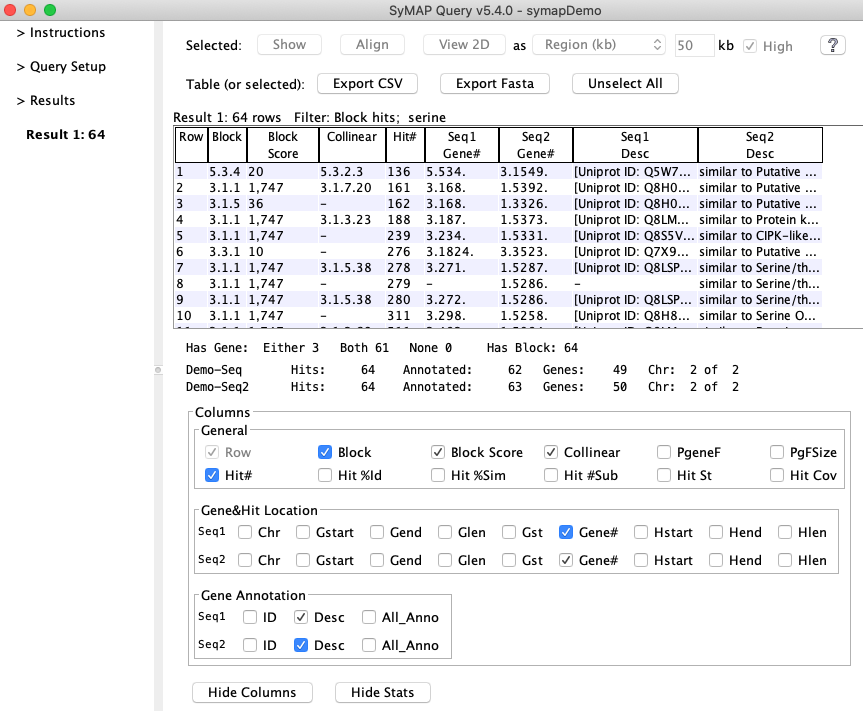 SyMAP Query v5.4.0 - symapDemo
> Instructions
> Query Setup
> Results
Result 1: 64
Selected: Show Align View 2D as Region (kb) 50 kb High ?
Table (or selected): Export CSV Export Fasta Unselect All
Result 1: 64 rows Filter: Block hits; serine
Row Block Block Score Collinear Hit# Seq1 Gene# Seq2 Gene# Seq1 Desc Seq2 Desc
1 5.3.4 20 5.3.2.3 136 5.534. 3.1549. [Uniprot ID: Q5W7... similar to Putative ...
2 3.1.1 1,747 3.1.7.20 161 3.168. 1.5392. [Uniprot ID: Q8H0... similar to Putative ...
3 3.1.5 36 - 162 3.168. 1.3326. [Uniprot ID: Q8H0... similar to Putative ...
4 3.1.1 1,747 3.1.3.23 188 3.187. 1.5373. [Uniprot ID: Q8LM... similar to Protein k...
5 3.1.1 1,747 - 239 3.234. 1.5331. [Uniprot ID: Q8S5V... similar to CIPK-like...
6 3.3.1 10 - 276 3.1824. 3.3523. [Uniprot ID: Q7X9... similar to Putative ...
7 3.1.1 1,747 3.1.5.38 278 3.271. 1.5287. [Uniprot ID: Q8LSP... similar to Serine/th...
8 3.1.1 1,747 - 279 - 1.5286. - similar to Serine/th...
9 3.1.1 1,747 3.1.5.38 280 3.272. 1.5286. [Uniprot ID: Q8LSP... similar to Serine/th...
10 3.1.1 1,747 - 311 3.298. 1.5258. [Uniprot ID: Q8H8... similar to Serine O...
Has Gene: Either 3 Both 61 None 0 Has Block: 64
Demo-Seq Hits: 64 Annotated: 62 Genes: 49 Chr: 2 of 2
Demo-Seq2 Hits: 64 Annotated: 63 Genes: 50 Chr: 2 of 2
Columns
General
Row Block Block Score Collinear PgeneF PgFSize
Hit# Hit %Id Hit %Sim Hit #Sub Hit St Hit Cov
Gene&Hit Location
Seq1 Chr Gstart Gend Glen Gst Gene# Hstart Hend Hlen
Seq2 Chr Gstart Gend Glen Gst Gene# Hstart Hend Hlen
Gene Annotation
Seq1 ID Desc All_Anno
Seq2 ID Desc All_Anno
Hide Columns Hide Stats